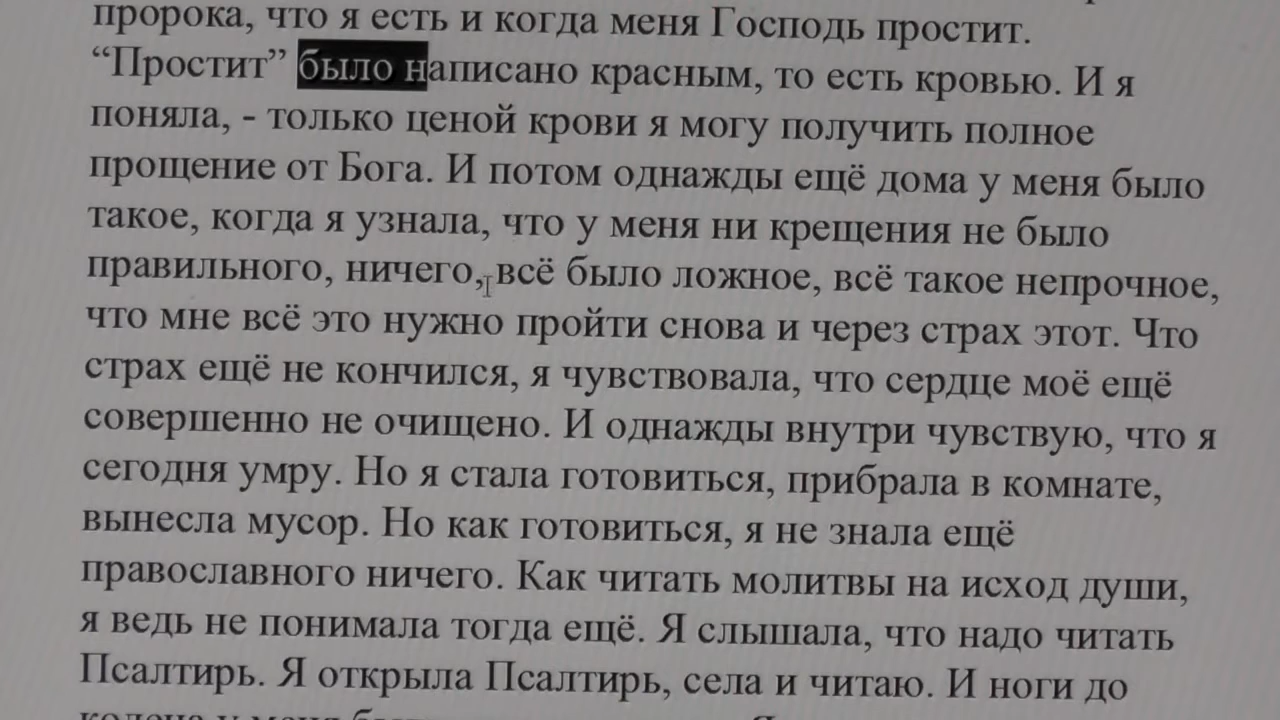 пророка, что я есть и когда меня Господь простит.
“Простит” было написано красным, то есть кровью. И я
поняла, - только ценой крови я могу получить полное
прощение от Бога. И потом однажды ещё дома у меня было
такое, когда я узнала, что у меня ни крещения не было
правильного, ничего, всё было ложное, всё такое непрочное,
что мне всё это нужно пройти снова и через страх этот. Что
страх ещё не кончился, я чувствовала, что сердце моё ещё
совершенно не очищено. И однажды внутри чувствую, что я
сегодня умру. Но я стала готовиться, прибрала в комнате,
вынесла мусор. Но как готовиться, я не знала ещё
православного ничего. Как читать молитвы на исход души,
я ведь не понимала тогда ещё. Я слышала, что надо читать
Псалтирь. Я открыла Псалтирь, села и читаю. И ноги до